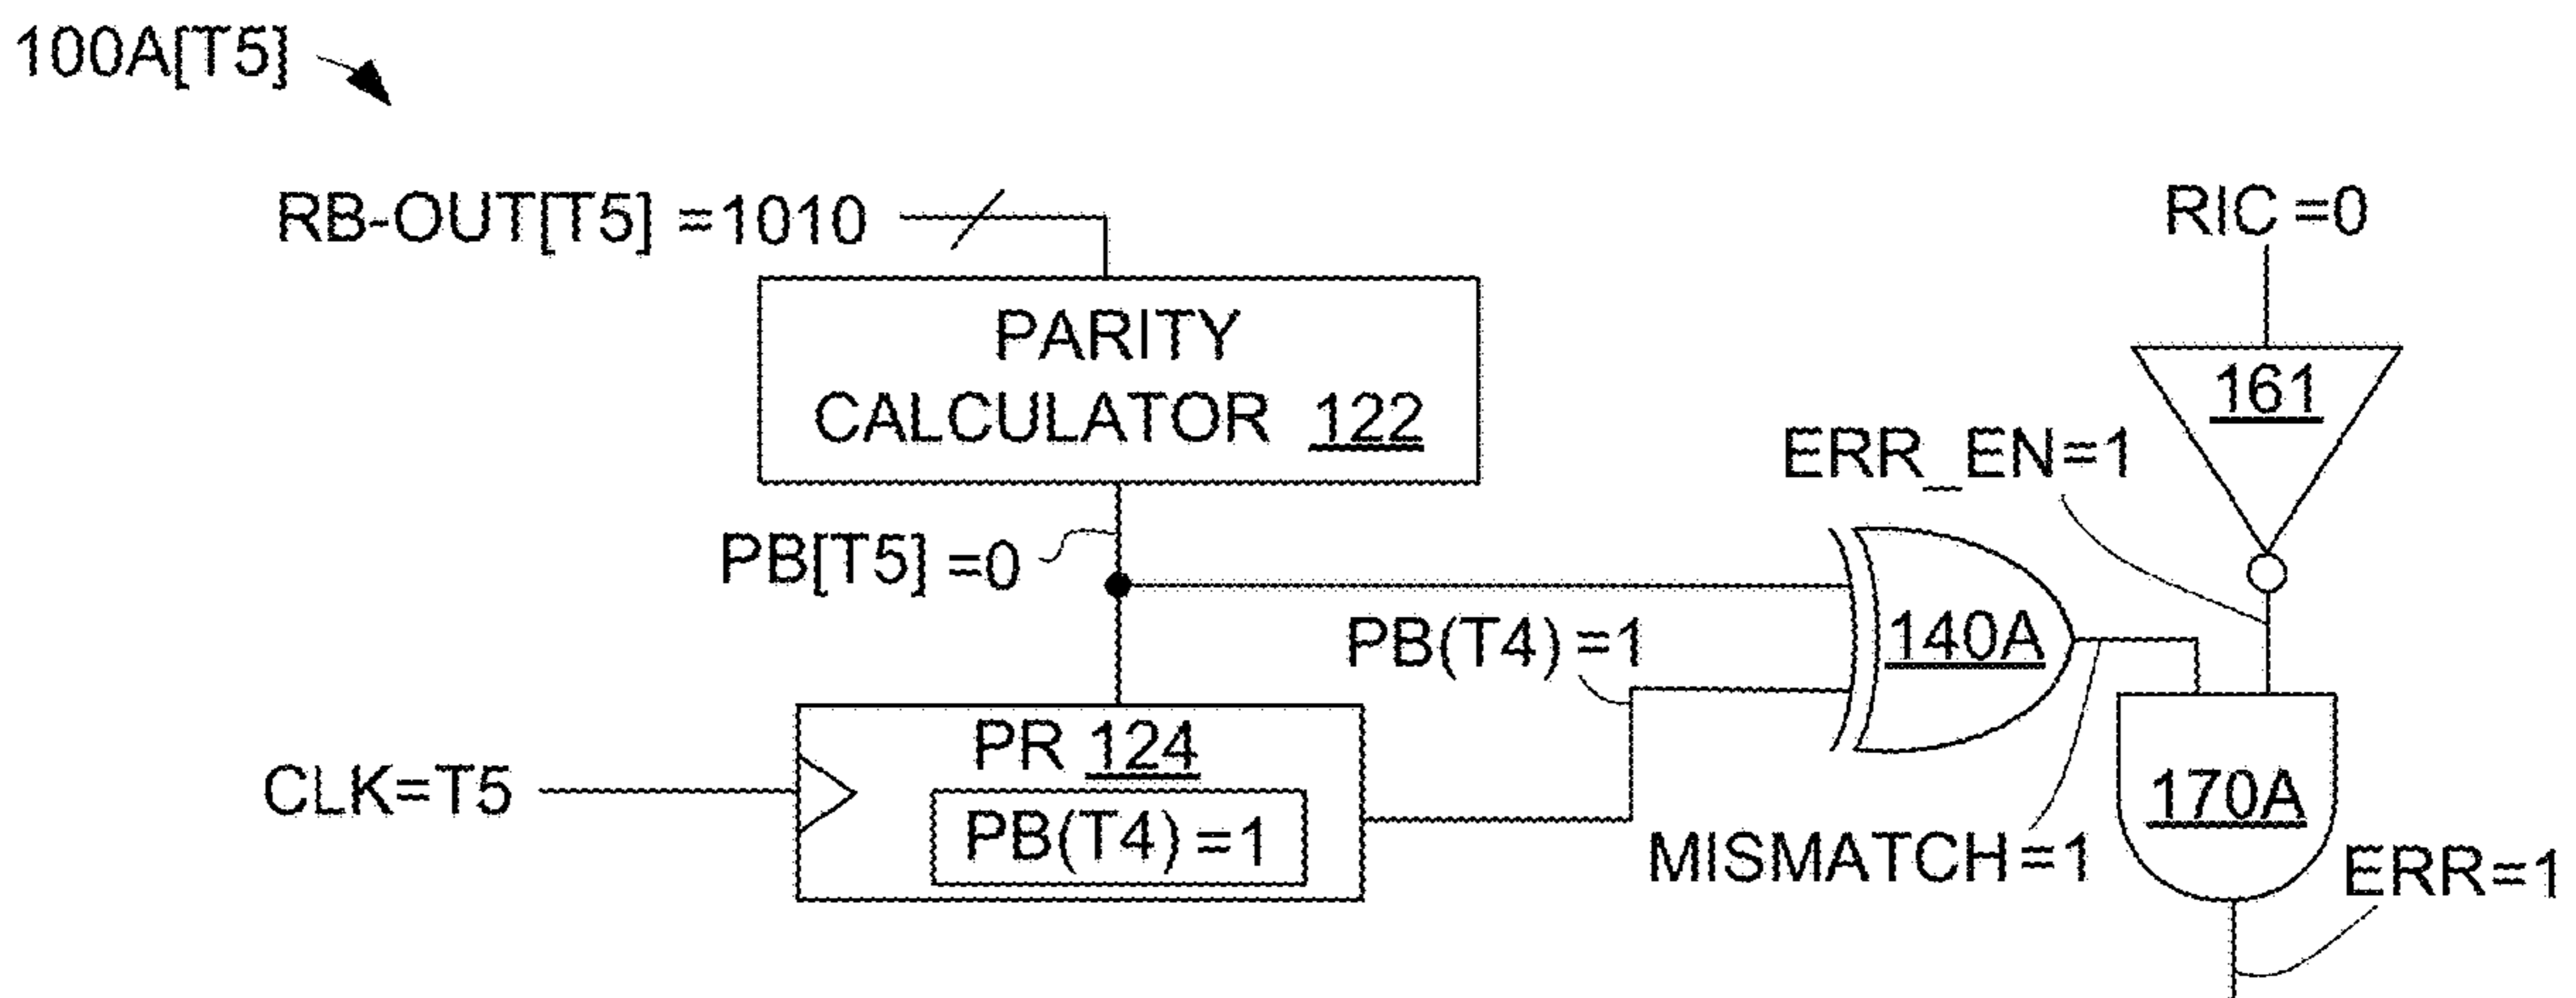 100A[T5]
RB-OUT[T5] =1010
RIC =0
PARITY
CALCULATOR 122
161
ERR_EN=1
PB[T5] =0
140A
PB(T4) =1
PR 124
CLK=T5
PB(T4) =1
170A
MISMATCH =1
ERR=1